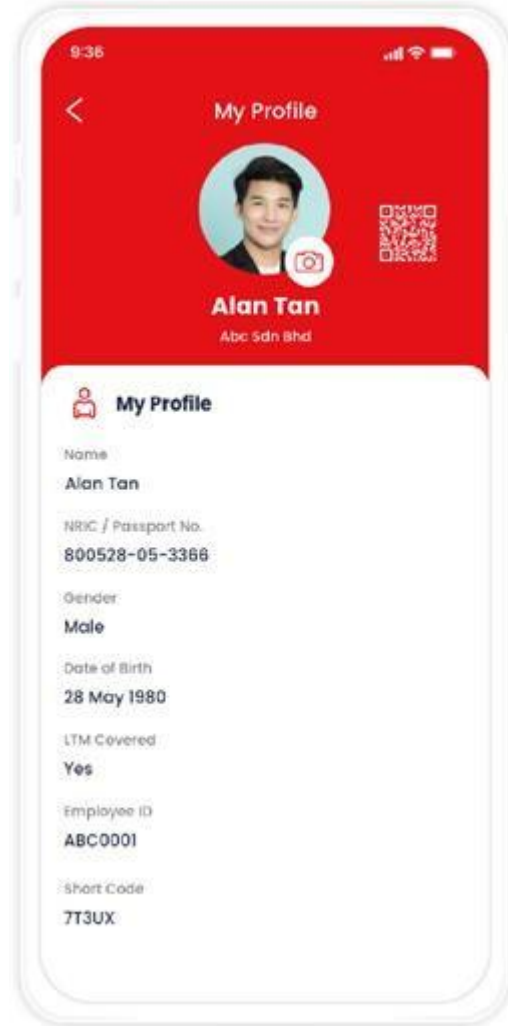 9:36
My Profile
Alan Tan
Abc Sdn Bhd
My Profile
Name
Alan Tan
NRIC / Passport No.
800528-05-3366
Gender
Male
Date of Birth
28 May 1980
LTM Covered
Yes
Employee ID
ABC0001
Short Code
7T3UX